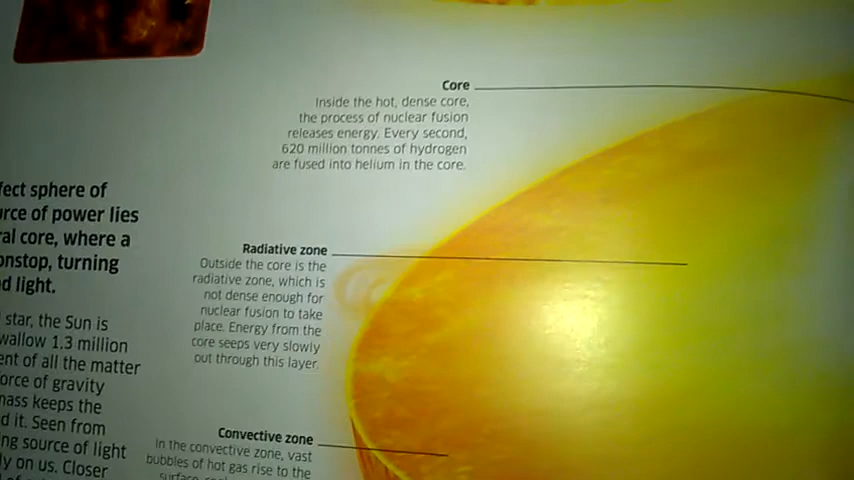 Core
Inside the hot, dense core,
the process of nuclear fusion
releases energy. Every second,
620 million tonnes of hydrogen
are fused into helium in the core.
fect sphere of
rce of power lies
al core, where a
onstop, turning
d light.
star, the Sun is
wallow 1.3 million
ent of all the matter
orce of gravity
mass keeps the
d it. Seen from
ng source of light
ly on us. Closer
Radiative zone
Outside the core is the
radiative zone, which is
not dense enough for
nuclear fusion to take
place. Energy from the
core seeps very slowly
out through this layer.
Convective zone
In the convective zone, vast
bubbles of hot gas rise to the